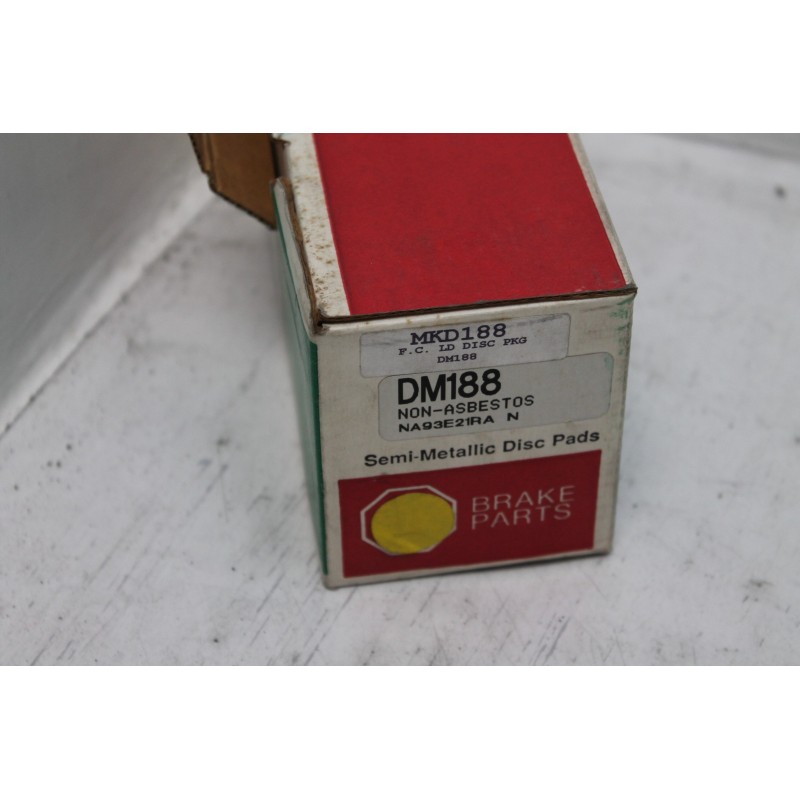 MKD188
F.C. LD DISC PKG
DM188
DM188
NON-ASBESTOS
NA93E21RA N
Semi-Metallic Disc Pads
BRAKE
PARTS